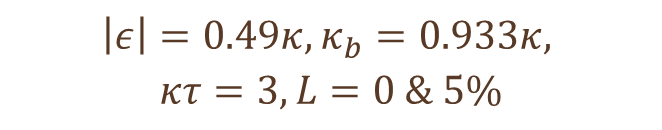 |ϵ| = 0.49κ, κ_b = 0.933κ,
κτ = 3, L = 0 & 5%